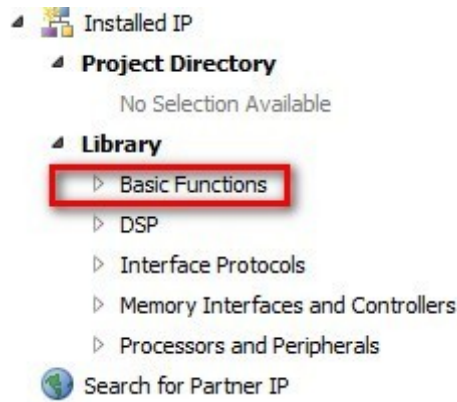 Installed IP
Project Directory
No Selection Available
Library
Basic Functions
DSP
Interface Protocols
Memory Interfaces and Controllers
Processors and Peripherals
Search for Partner IP